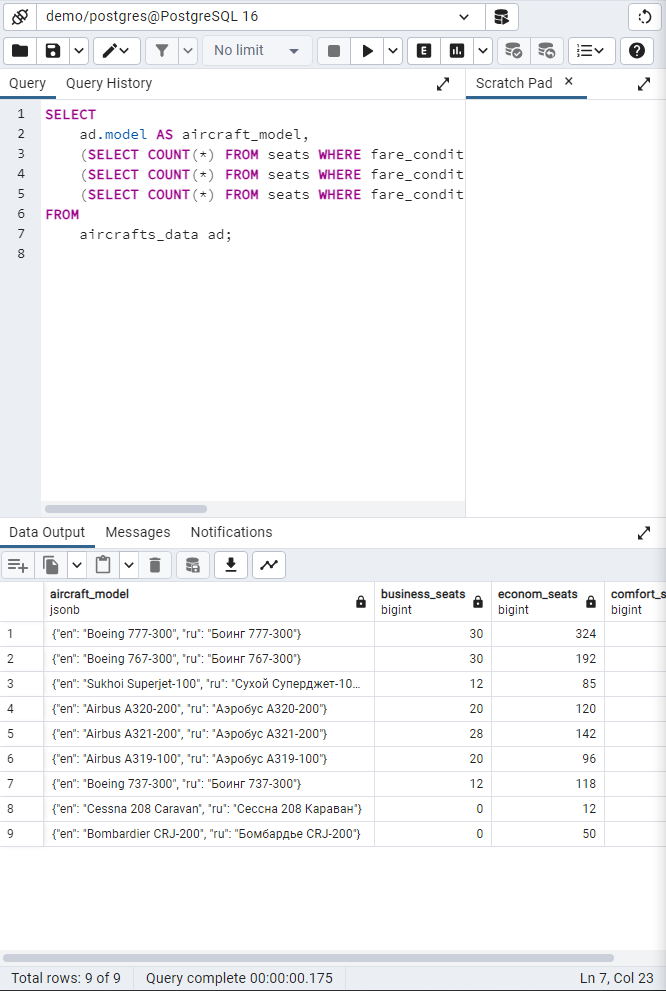 demo/postgres@PostgreSQL 16
No limit
Query Query History Scratch Pad
1 SELECT
2 ad.model AS aircraft_model,
3 (SELECT COUNT(*) FROM seats WHERE fare_condit
4 (SELECT COUNT(*) FROM seats WHERE fare_condit
5 (SELECT COUNT(*) FROM seats WHERE fare_condit
6 FROM
7 aircrafts_data ad;
8
Data Output Messages Notifications
aircraft_model business_seats econom_seats comfort_s
jsonb bigint bigint bigint
1 {"en": "Boeing 777-300", "ru": "Боинг 777-300"} 30 324
2 {"en": "Boeing 767-300", "ru": "Боинг 767-300"} 30 192
3 {"en": "Sukhoi Superjet-100", "ru": "Сухой Суперджет-10… 12 85
4 {"en": "Airbus A320-200", "ru": "Аэробус A320-200"} 20 120
5 {"en": "Airbus A321-200", "ru": "Аэробус A321-200"} 28 142
6 {"en": "Airbus A319-100", "ru": "Аэробус A319-100"} 20 96
7 {"en": "Boeing 737-300", "ru": "Боинг 737-300"} 12 118
8 {"en": "Cessna 208 Caravan", "ru": "Сессна 208 Караван"} 0 12
9 {"en": "Bombardier CRJ-200", "ru": "Бомбардье CRJ-200"} 0 50
Total rows: 9 of 9 Query complete 00:00:00.175 Ln 7, Col 23